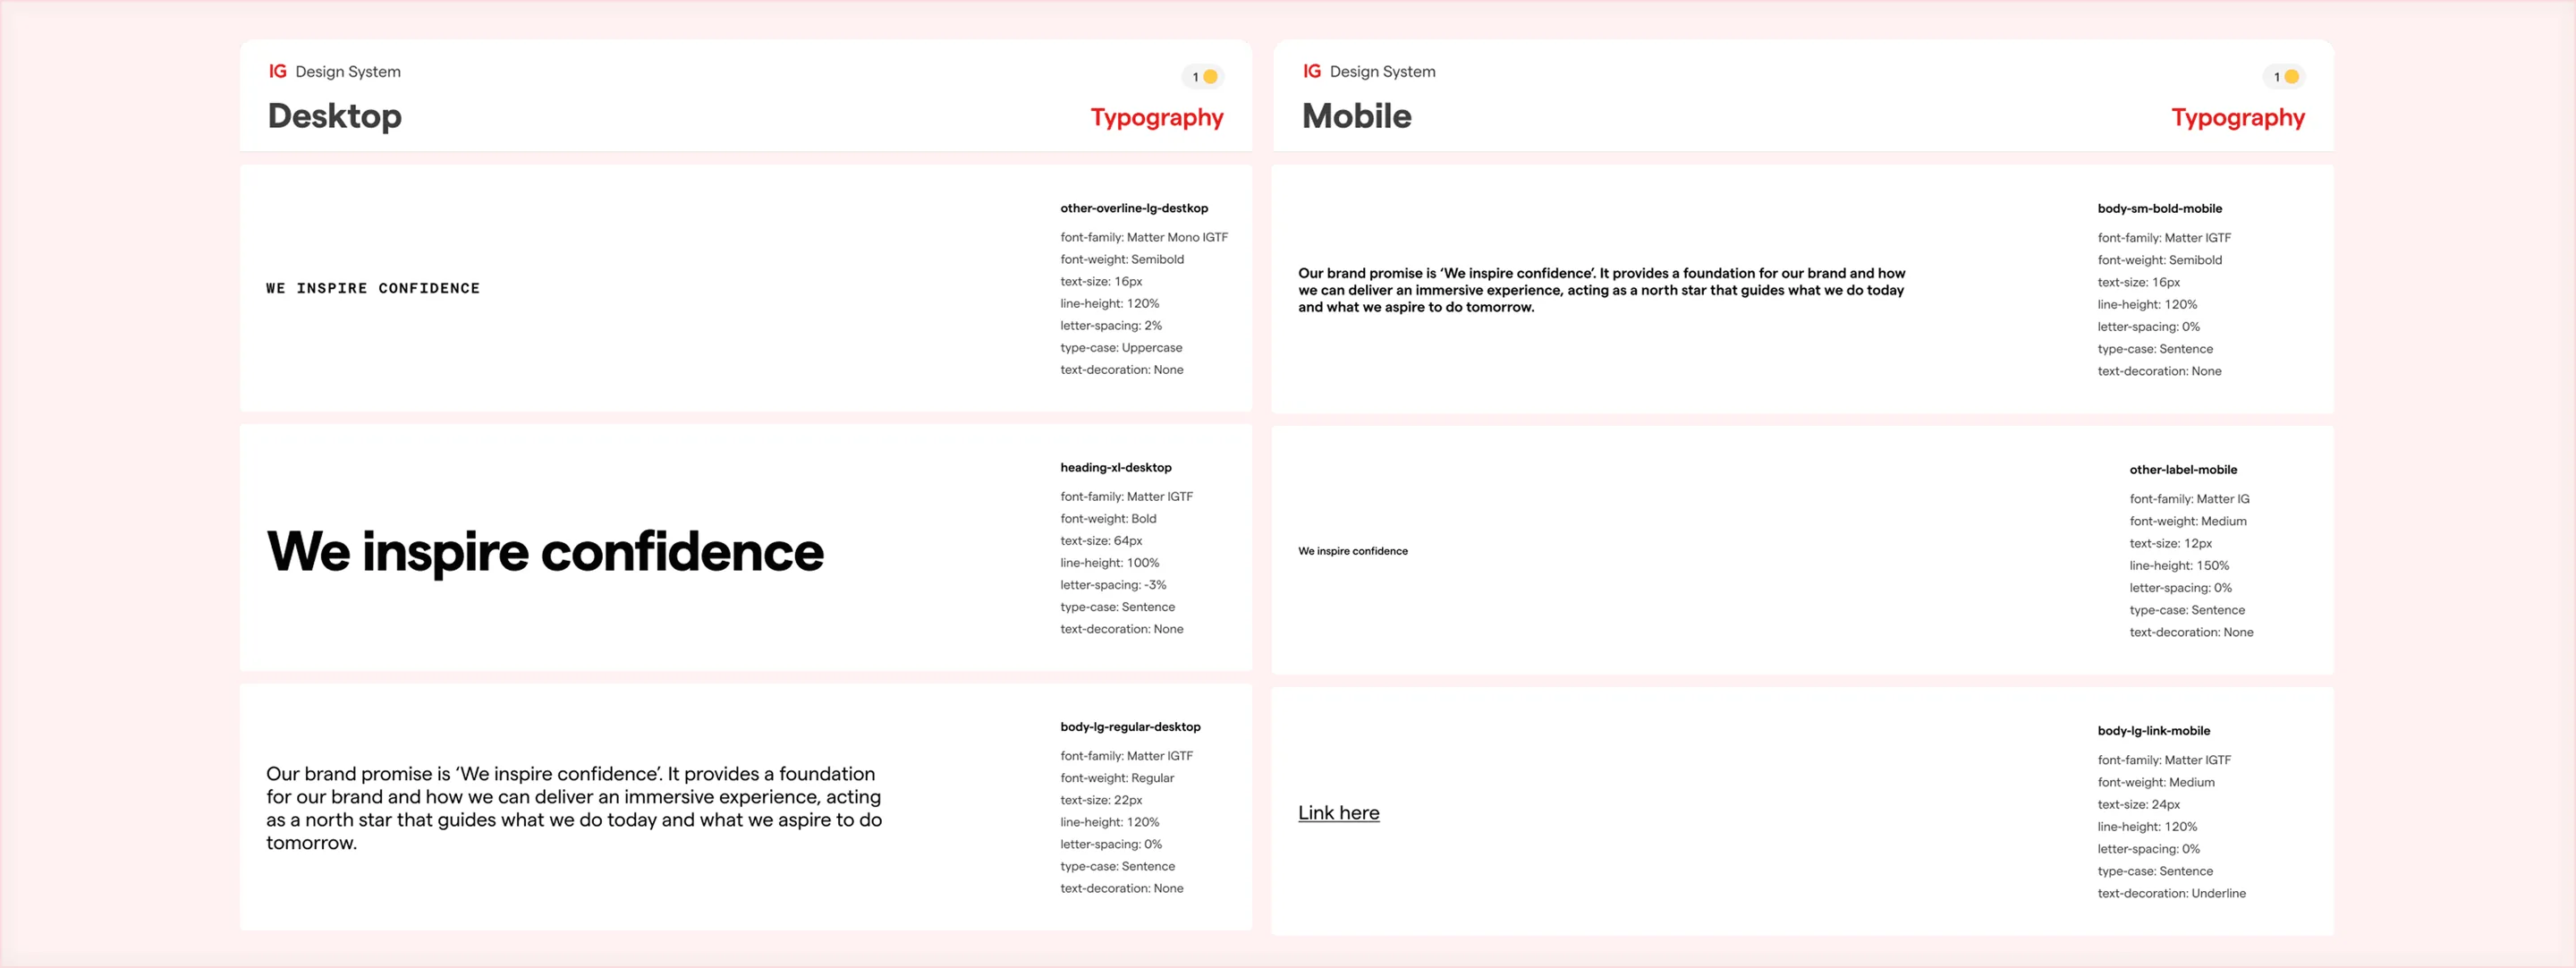 IG Design System
1
Desktop
Typography
other-overline-lg-destkop
font-family: Matter Mono IGTF
font-weight: Semibold
text-size: 16px
WE INSPIRE CONFIDENCE
line-height: 120%
letter-spacing: 2%
type-case: Uppercase
text-decoration: None
heading-xl-desktop
font-family: Matter IGTF
font-weight: Bold
text-size: 64px
We inspire confidence
line-height: 100%
letter-spacing: -3%
type-case: Sentence
text-decoration: None
body-lg-regular-desktop
font-family: Matter IGTF
font-weight: Regular
text-size: 22px
line-height: 120%
letter-spacing: 0%
type-case: Sentence
text-decoration: None
Our brand promise is ‘We inspire confidence’. It provides a foundation
for our brand and how we can deliver an immersive experience, acting
as a north star that guides what we do today and what we aspire to do
tomorrow.
IG Design System
1
Mobile
Typography
body-sm-bold-mobile
font-family: Matter IGTF
font-weight: Semibold
text-size: 16px
line-height: 120%
letter-spacing: 0%
type-case: Sentence
text-decoration: None
Our brand promise is ‘We inspire confidence’. It provides a foundation for our brand and how
we can deliver an immersive experience, acting as a north star that guides what we do today
and what we aspire to do tomorrow.
other-label-mobile
font-family: Matter IG
font-weight: Medium
text-size: 12px
We inspire confidence
line-height: 150%
letter-spacing: 0%
type-case: Sentence
text-decoration: None
body-lg-link-mobile
font-family: Matter IGTF
font-weight: Medium
text-size: 24px
Link here
line-height: 120%
letter-spacing: 0%
type-case: Sentence
text-decoration: Underline